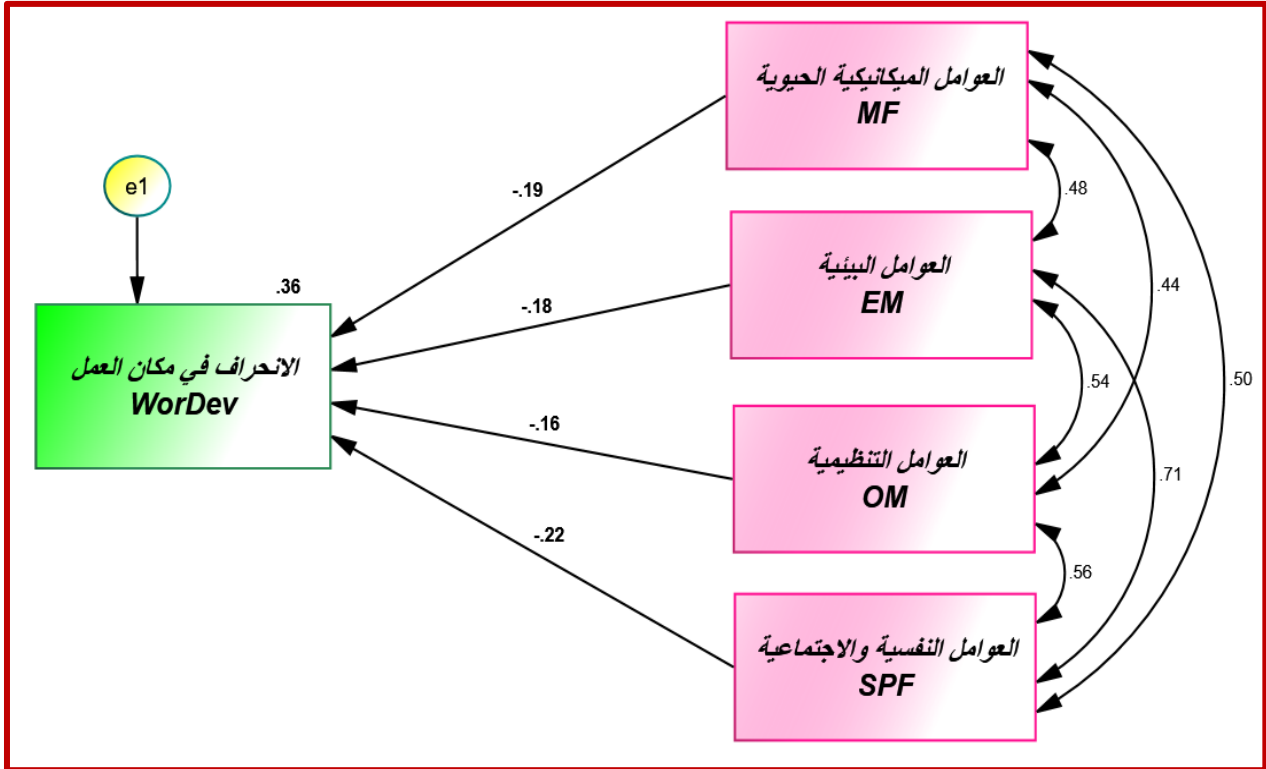 العوامل الميكانيكية الحيوية
MF
e1
-.19
.48
العوامل البيئية
EM
.36
-.18
.44
الانحراف في مكان العمل
WorDev
.54
.50
-.16
العوامل التنظيمية
OM
.71
-.22
.56
العوامل النفسية والاجتماعية
SPF